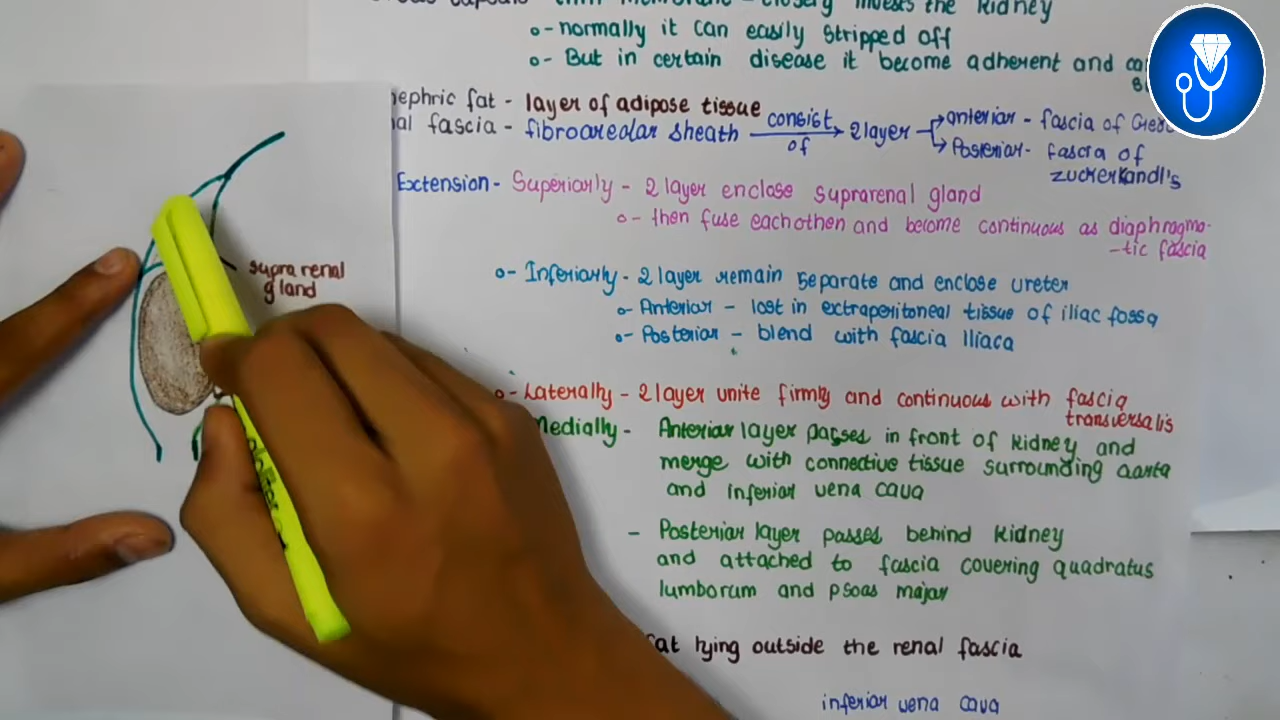 the kidney
o- normally it can easily stripped off
o- But in certain disease it become adherent and
nephric fat - layer of adipose tissue
fascia - fibroareolar sheath consist of 2 layer anterior - fascia of
Posterior - fascia of
zuckerkandl's
Extension - Superiorly - 2 layer enclose suprarenal gland
o- then fuse eachother and become continuous as diaphragma-
-tic fascia
supra renal
gland
o- Inferiorly - 2 layer remain separate and enclose ureter
o- Anterior - lost in extraperitoneal tissue of iliac fossa
o- Posterior - blend with fascia Iliaca
o- Laterally - 2 layer unite firmly and continuous with fascia
transversalis
Medially - Anterior layer passes in front of kidney and
merge with connective tissue surrounding aorta
and inferior vena cava
- Posterior layer passes behind kidney
and attached to fascia covering quadratus
lumborum and psoas major
fat lying outside the renal fascia
inferior vena cava